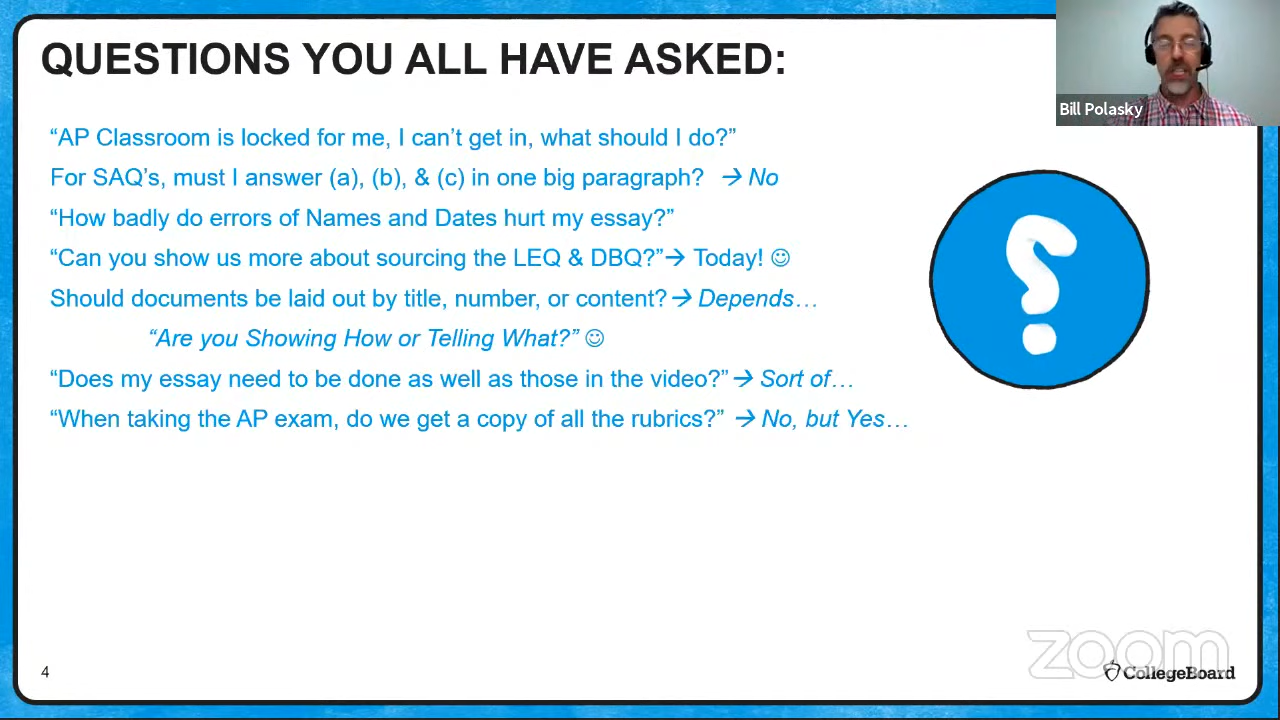 QUESTIONS YOU ALL HAVE ASKED:
Bill Polasky
“AP Classroom is locked for me, I can’t get in, what should I do?”
For SAQ’s, must I answer (a), (b), & (c) in one big paragraph? → No
“How badly do errors of Names and Dates hurt my essay?”
“Can you show us more about sourcing the LEQ & DBQ?”→ Today! ☺
Should documents be laid out by title, number, or content? → Depends…
“Are you Showing How or Telling What?” ☺
“Does my essay need to be done as well as those in the video?” → Sort of…
“When taking the AP exam, do we get a copy of all the rubrics?” → No, but Yes…
?
zoom
4
CollegeBoard